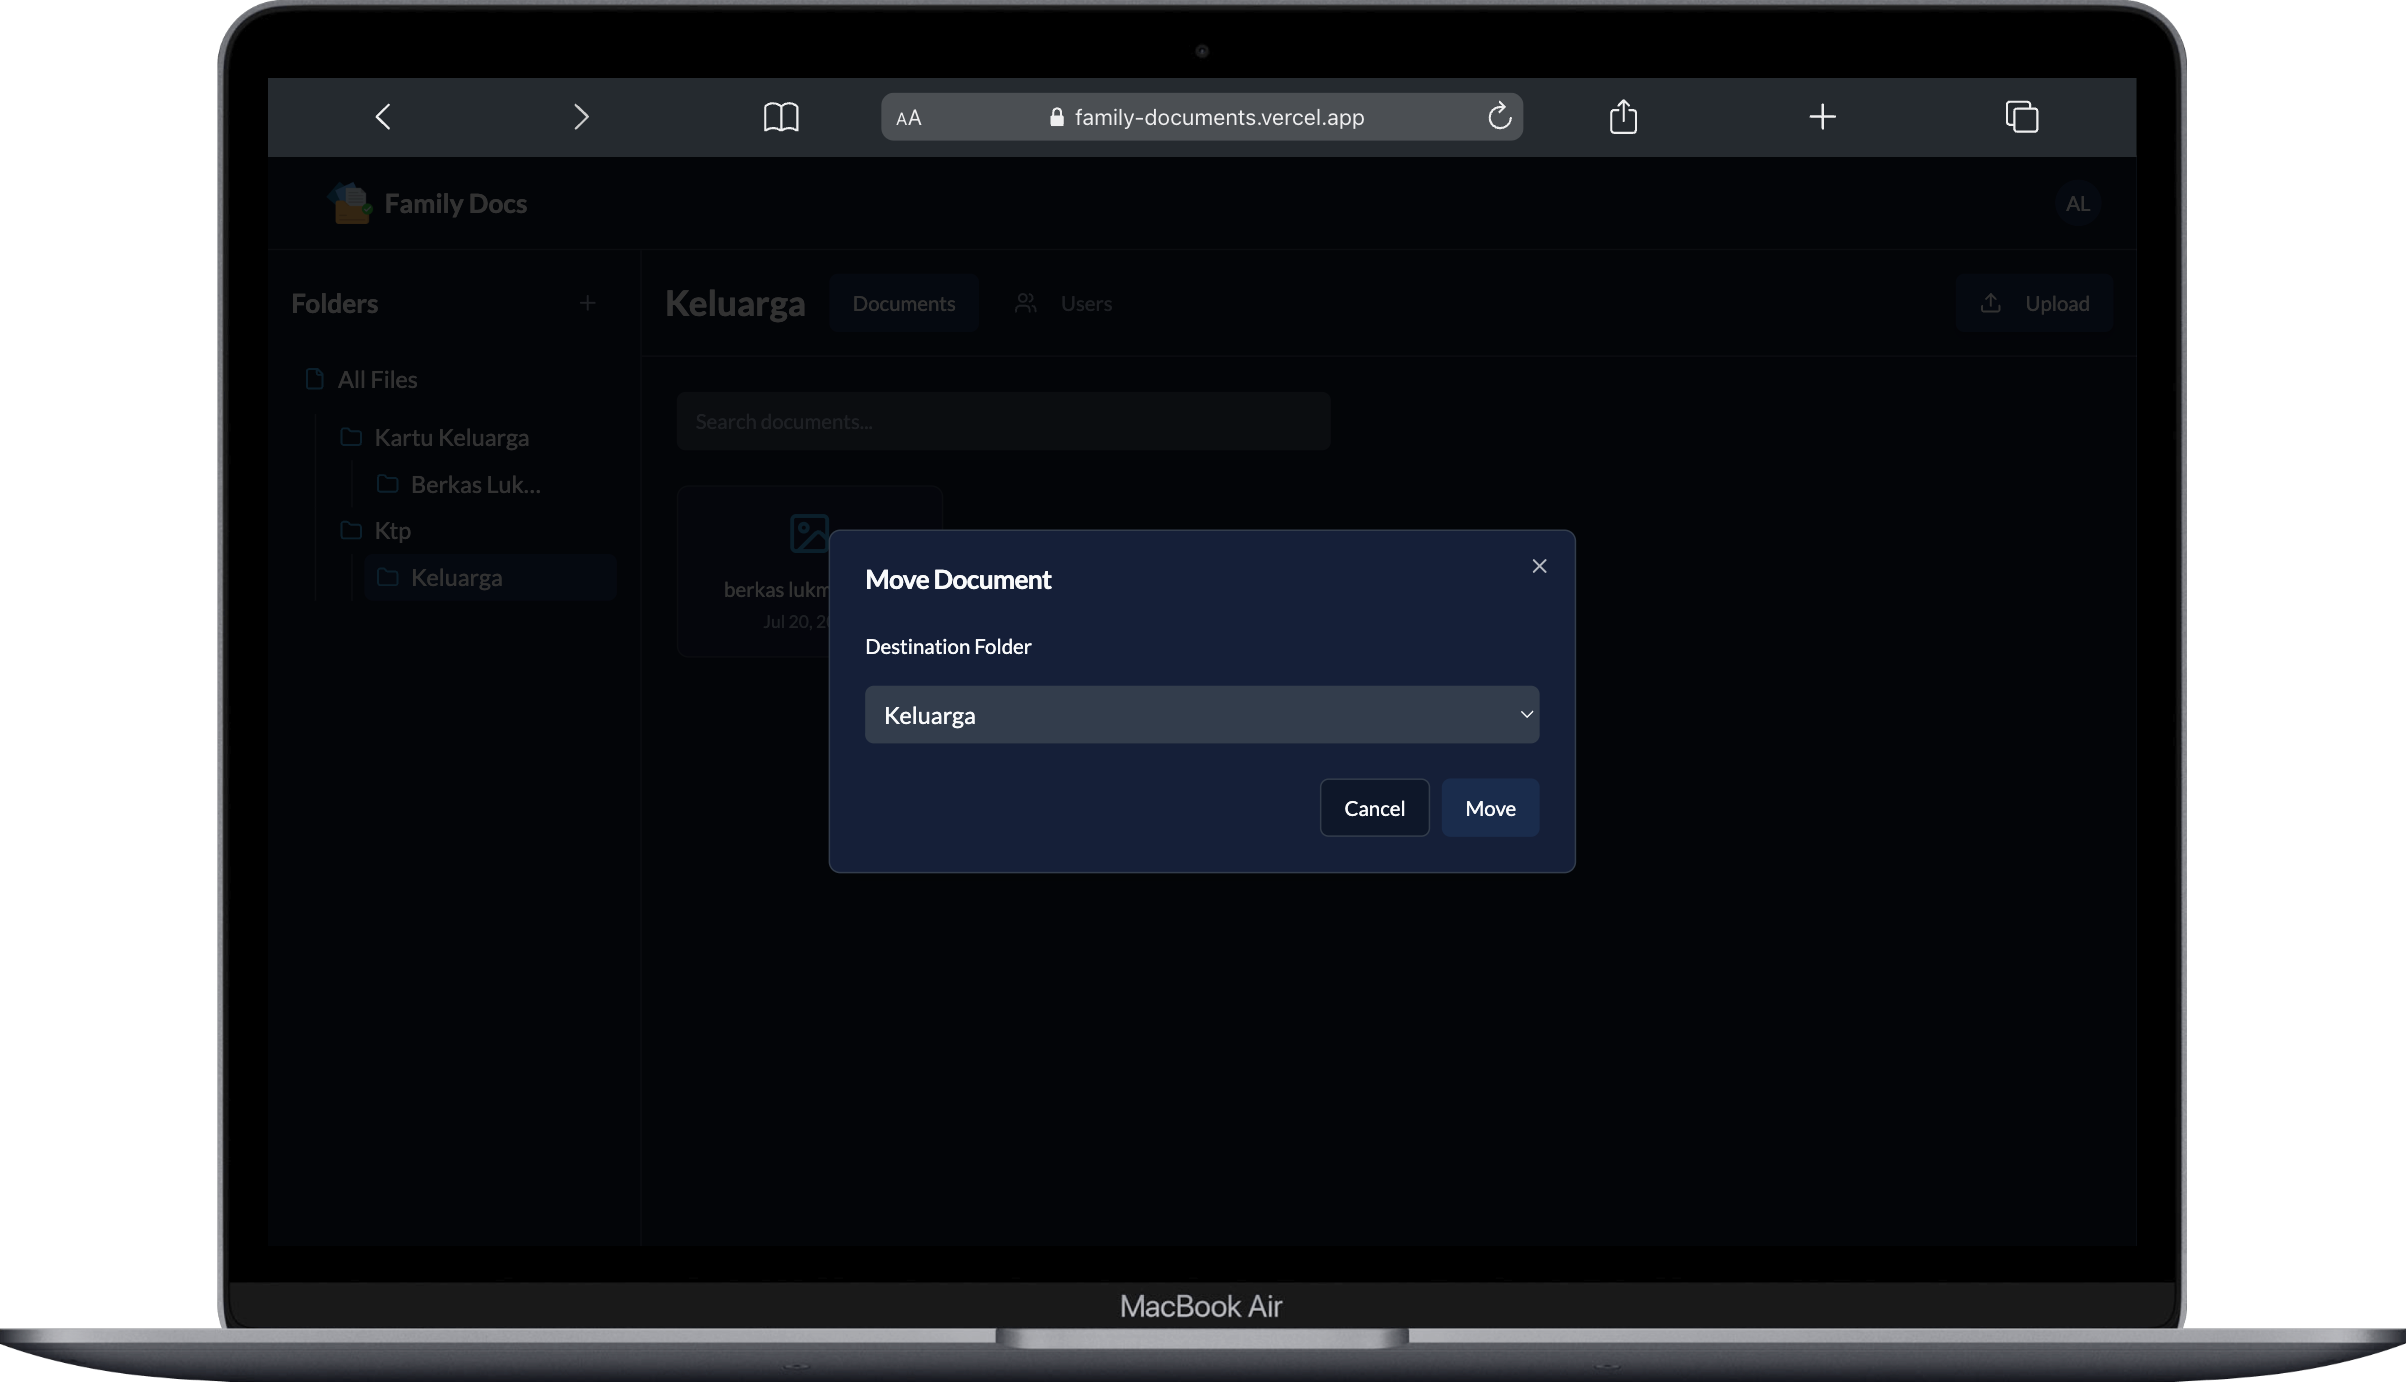 AA
family-documents.vercel.app
Family Docs
AL
Folders
Keluarga
Documents
Users
Upload
All Files
Kartu Keluarga
Berkas Luk...
Ktp
Keluarga
Search documents...
berkas lukm
Jul 20, 2
Move Document
Destination Folder
Keluarga
Cancel
Move
MacBook Air